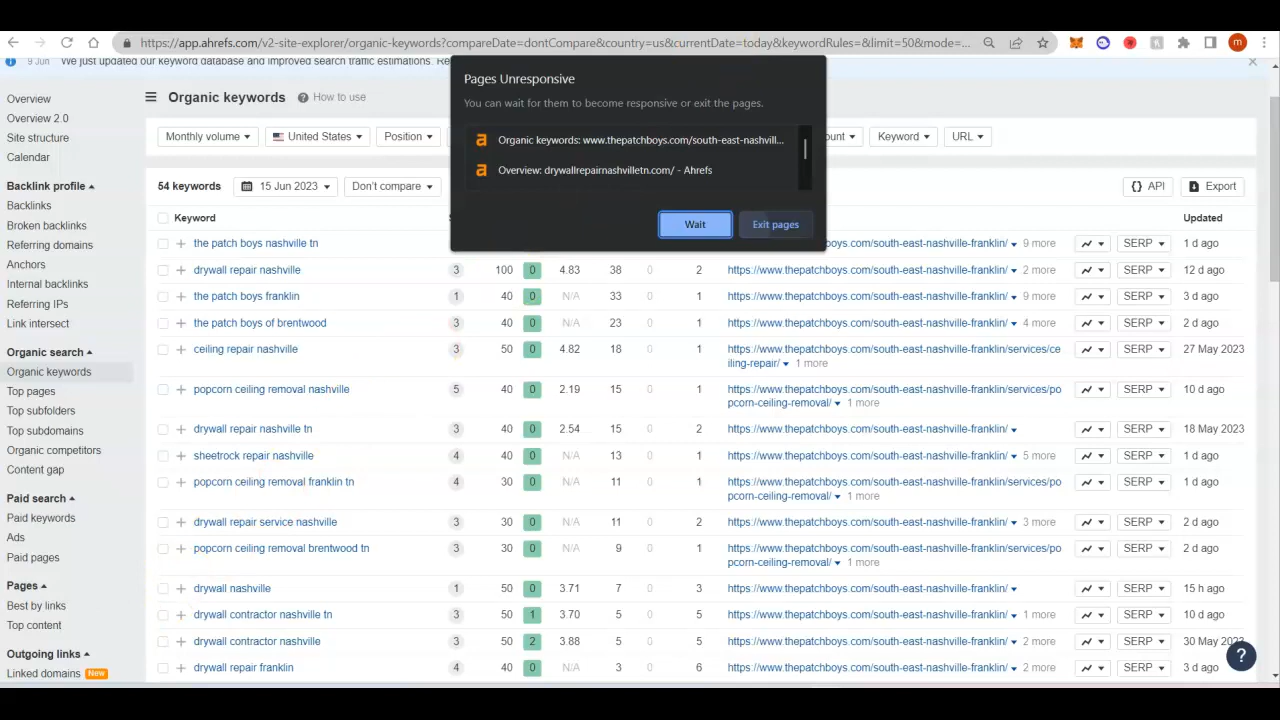 https://app.ahrefs.com/v2-site-explorer/organic-keywords?compareDate=dontCompare&country=us&currentDate=today&keywordRules=&limit=50&mode=...
m
9 Jun We just updated our keyword database and improved search traffic estimations. Re
Pages Unresponsive
You can wait for them to become responsive or exit the pages.
Organic keywords: www.thepatchboys.com/south-east-nashvill...
Overview: drywallrepairnashvilletn.com/ - Ahrefs
Wait Exit pages
Overview
Overview 2.0
Site structure
Calendar
Backlink profile
Backlinks
Broken backlinks
Referring domains
Anchors
Internal backlinks
Referring IPs
Link intersect
Organic search
Organic keywords
Top pages
Top subfolders
Top subdomains
Organic competitors
Content gap
Paid search
Paid keywords
Ads
Paid pages
Pages
Best by links
Top content
Outgoing links
Linked domains New
Organic keywords ? How to use
Monthly volume United States Position ount Keyword URL
54 keywords 15 Jun 2023 Don't compare {} API Export
Keyword S Updated
the patch boys nashville tn https://www.thepatchboys.com/south-east-nashville-franklin/ 9 more SERP 1 d ago
drywall repair nashville 3 100 0 4.83 38 0 2 https://www.thepatchboys.com/south-east-nashville-franklin/ 2 more SERP 12 d ago
the patch boys franklin 1 40 0 N/A 33 0 1 https://www.thepatchboys.com/south-east-nashville-franklin/ 9 more SERP 3 d ago
the patch boys of brentwood 3 40 0 N/A 23 0 1 https://www.thepatchboys.com/south-east-nashville-franklin/ 4 more SERP 2 d ago
ceiling repair nashville 3 50 0 4.82 18 0 1 https://www.thepatchboys.com/south-east-nashville-franklin/services/ce SERP 27 May 2023
iling-repair/ 1 more
popcorn ceiling removal nashville 5 40 0 2.19 15 0 1 https://www.thepatchboys.com/south-east-nashville-franklin/services/po SERP 10 d ago
pcorn-ceiling-removal/ 1 more
drywall repair nashville tn 3 40 0 2.54 15 0 2 https://www.thepatchboys.com/south-east-nashville-franklin/ SERP 18 May 2023
sheetrock repair nashville 4 40 0 N/A 13 0 1 https://www.thepatchboys.com/south-east-nashville-franklin/ 5 more SERP 1 d ago
popcorn ceiling removal franklin tn 4 30 0 N/A 11 0 1 https://www.thepatchboys.com/south-east-nashville-franklin/services/po SERP 2 d ago
pcorn-ceiling-removal/ 1 more
drywall repair service nashville 3 30 0 N/A 11 0 2 https://www.thepatchboys.com/south-east-nashville-franklin/ 3 more SERP 2 d ago
popcorn ceiling removal brentwood tn 3 30 0 N/A 9 0 1 https://www.thepatchboys.com/south-east-nashville-franklin/services/po SERP 2 d ago
pcorn-ceiling-removal/ 1 more
drywall nashville 1 50 0 3.71 7 0 3 https://www.thepatchboys.com/south-east-nashville-franklin/ SERP 15 h ago
drywall contractor nashville tn 3 50 1 3.70 5 0 5 https://www.thepatchboys.com/south-east-nashville-franklin/ 1 more SERP 10 d ago
drywall contractor nashville 3 50 2 3.88 5 0 5 https://www.thepatchboys.com/south-east-nashville-franklin/ 2 more SERP 30 May 2023
drywall repair franklin 4 40 0 N/A 3 0 6 https://www.thepatchboys.com/south-east-nashville-franklin/ 2 more SERP 3 d ago
?